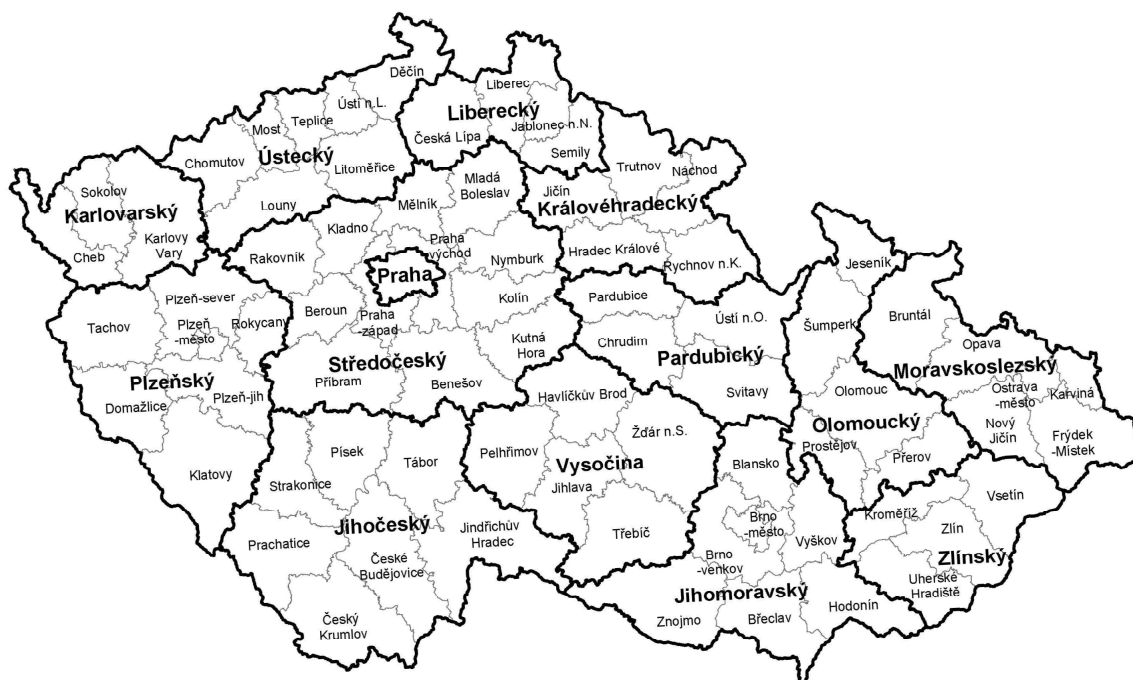 Děčín
Liberec
Ústí n.L.
Teplice
Liberecký
Most
Jablonec n.N.
Česká Lípa
Chomutov
Ústecký
Semily
Litoměřice
Trutnov
Náchod
Sokolov
Mladá
Boleslav
Jičín
Louny
Mělník
Karlovarský
Královéhradecký
Kladno
Karlovy
Vary
Praha
-východ
Cheb
Rakovník
Hradec Králové
Nymburk
Jeseník
Rychnov n.K.
Praha
Plzeň-sever
Kolín
Pardubice
Beroun
Praha
-západ
Tachov
Plzeň
-město
Rokycany
Ústí n.O.
Šumperk
Bruntál
Kutná
Hora
Chrudim
Opava
Středočeský
Pardubický
Moravskoslezský
Plzeňský
Příbram
Benešov
Svitavy
Olomouc
Ostrava
-město
Karviná
Domažlice
Plzeň-jih
Havlíčkův Brod
Olomoucký
Nový
Jičín
Frýdek
-Místek
Žďár n.S.
Prostějov
Písek
Pelhřimov
Tábor
Přerov
Klatovy
Vysočina
Blansko
Strakonice
Jihlava
Vsetín
Kroměříž
Jihočeský
Jindřichův
Hradec
Třebíč
Brno
-město
Zlín
Prachatice
Vyškov
České
Budějovice
Brno
-venkov
Zlínský
Uherské
Hradiště
Jihomoravský
Hodonín
Český
Krumlov
Znojmo
Břeclav